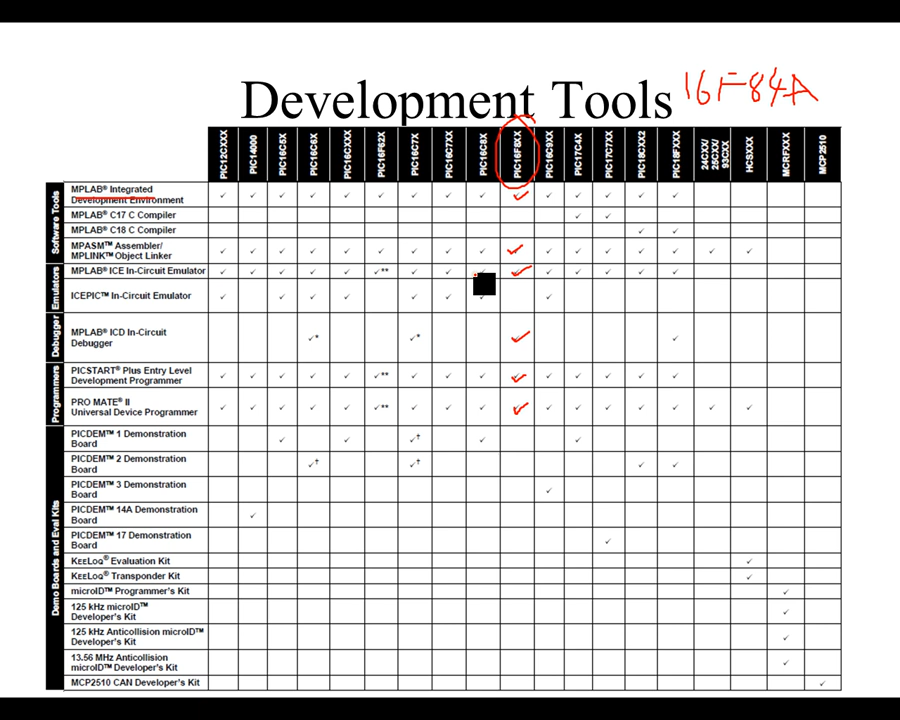 Development Tools 16F84A
PIC12CXXX PIC14000 PIC16C5X PIC16C6X PIC16CXXX PIC16F62X PIC16C7X PIC16C7XX PIC16C8X PIC16F8XX PIC16C9XX PIC17C4X PIC17C7XX PIC18CXX2 PIC18FXXX 24CXX/ 25CXX/ 93CXX HCSXXX MCRFXXX MCP2510
Software Tools
MPLAB® Integrated
Development Environment ✓ ✓ ✓ ✓ ✓ ✓ ✓ ✓ ✓ ✓ ✓ ✓ ✓ ✓ ✓
MPLAB® C17 C Compiler ✓ ✓
MPLAB® C18 C Compiler ✓ ✓
MPASM™ Assembler/
MPLINK™ Object Linker ✓ ✓ ✓ ✓ ✓ ✓ ✓ ✓ ✓ ✓ ✓ ✓ ✓ ✓ ✓ ✓ ✓
Emulators
MPLAB® ICE In-Circuit Emulator ✓ ✓ ✓ ✓ ✓ ✓** ✓ ✓ ✓ ✓ ✓ ✓ ✓ ✓ ✓
ICEPIC™ In-Circuit Emulator ✓ ✓ ✓ ✓ ✓ ✓ ✓ ✓
Debugger
MPLAB® ICD In-Circuit
Debugger ✓* ✓* ✓ ✓
Programmers
PICSTART® Plus Entry Level
Development Programmer ✓ ✓ ✓ ✓ ✓ ✓** ✓ ✓ ✓ ✓ ✓ ✓ ✓ ✓ ✓
PRO MATE® II
Universal Device Programmer ✓ ✓ ✓ ✓ ✓ ✓** ✓ ✓ ✓ ✓ ✓ ✓ ✓ ✓ ✓ ✓ ✓
Demo Boards and Eval Kits
PICDEM™ 1 Demonstration
Board ✓ ✓ ✓† ✓ ✓
PICDEM™ 2 Demonstration
Board ✓† ✓† ✓ ✓
PICDEM™ 3 Demonstration
Board ✓
PICDEM™ 14A Demonstration
Board ✓
PICDEM™ 17 Demonstration
Board ✓
KEELOQ® Evaluation Kit ✓
KEELOQ® Transponder Kit ✓
microID™ Programmer's Kit ✓
125 kHz microID™
Developer's Kit ✓
125 kHz Anticollision microID™
Developer's Kit ✓
13.56 MHz Anticollision
microID™ Developer's Kit ✓
MCP2510 CAN Developer's Kit ✓